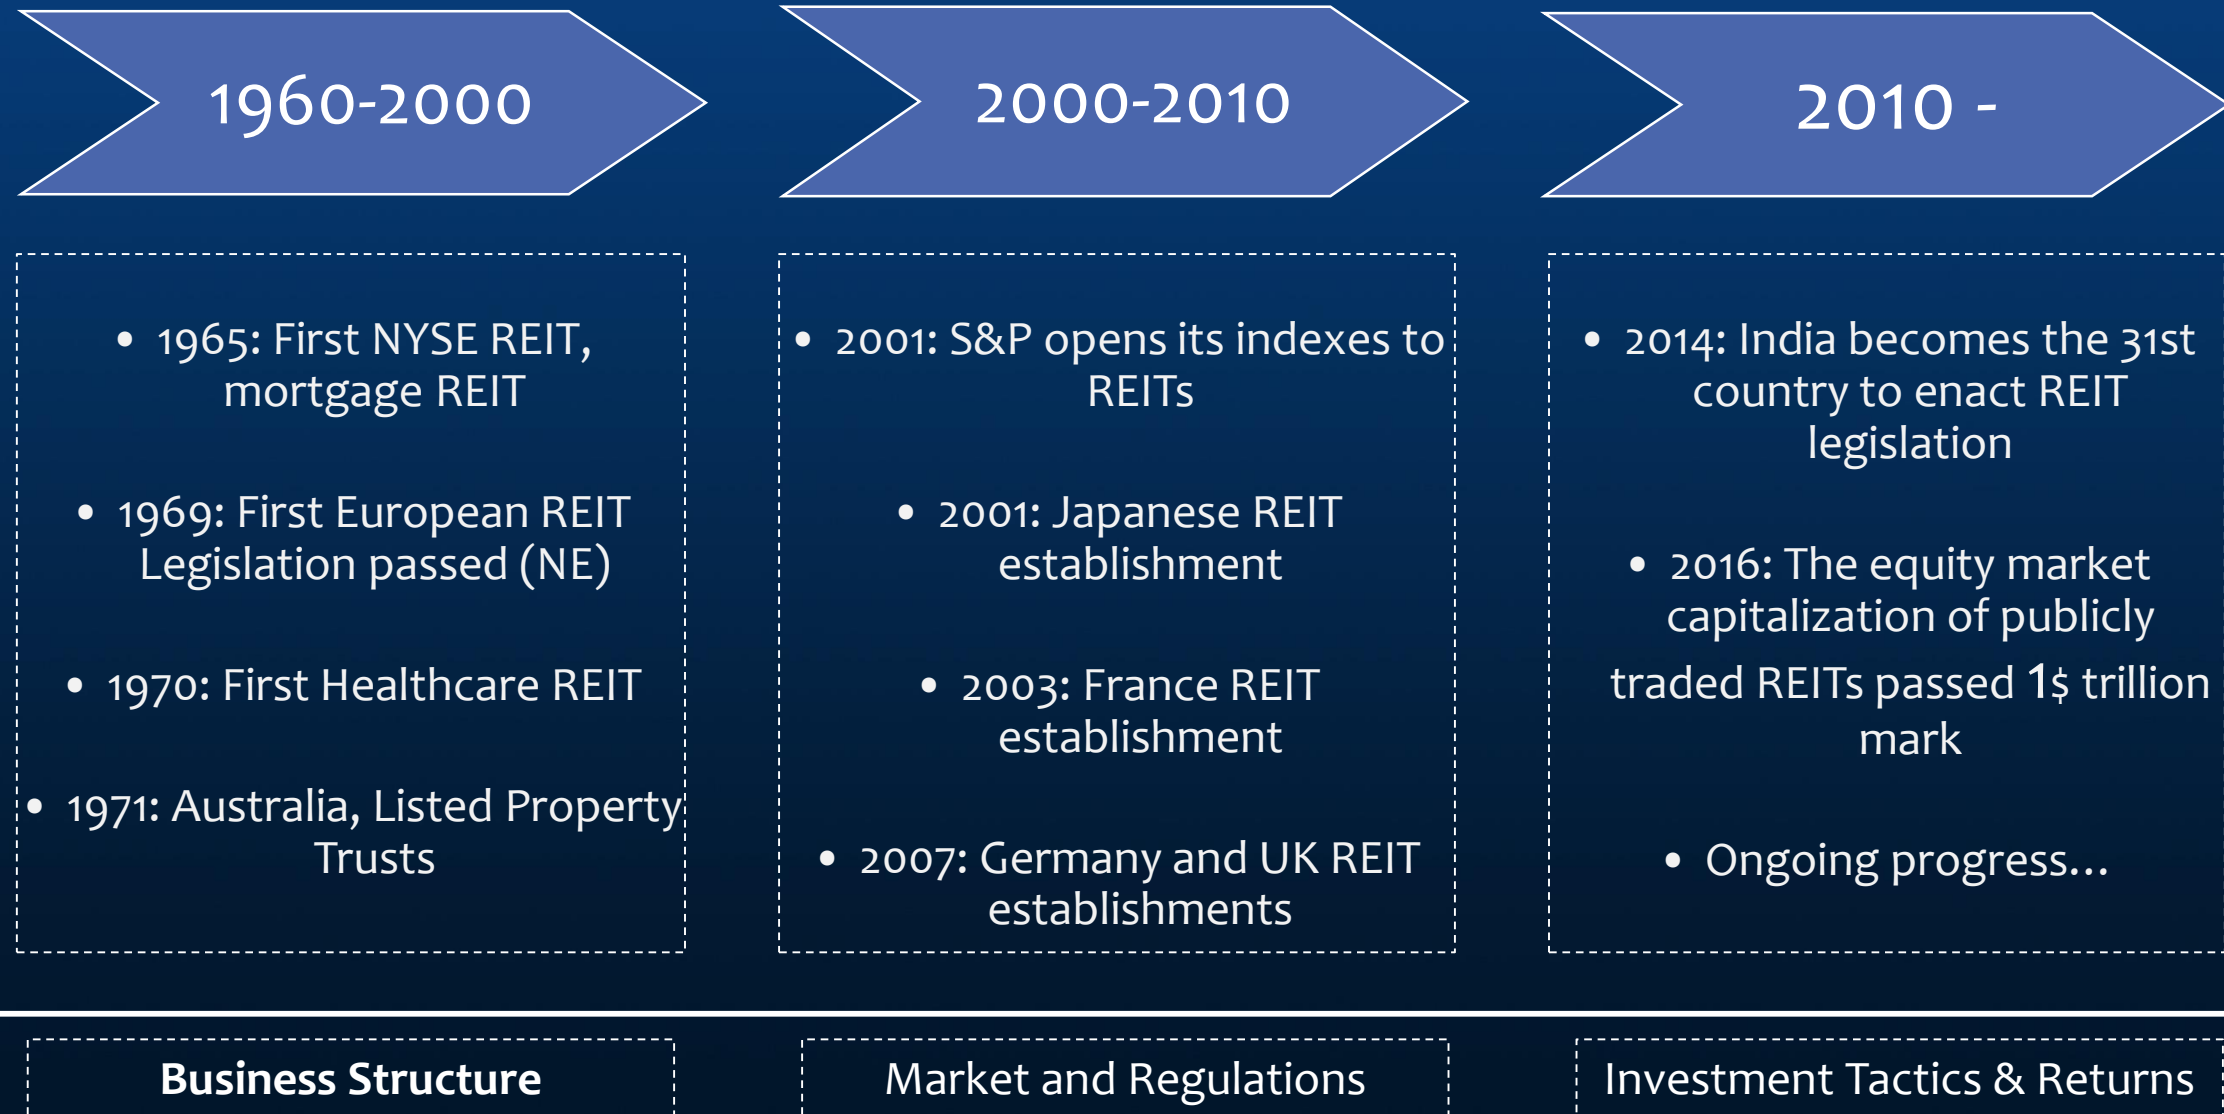 1960-2000
• 1965: First NYSE REIT,
mortgage REIT
• 1969: First European REIT
Legislation passed (NE)
• 1970: First Healthcare REIT
• 1971: Australia, Listed Property
Trusts
2000-2010
• 2001: S&P opens its indexes to
REITs
• 2001: Japanese REIT
establishment
• 2003: France REIT
establishment
• 2007: Germany and UK REIT
establishments
2010 -
• 2014: India becomes the 31st
country to enact REIT
legislation
• 2016: The equity market
capitalization of publicly
traded REITs passed 1$ trillion
mark
• Ongoing progress...
Business Structure
Market and Regulations
Investment Tactics & Returns